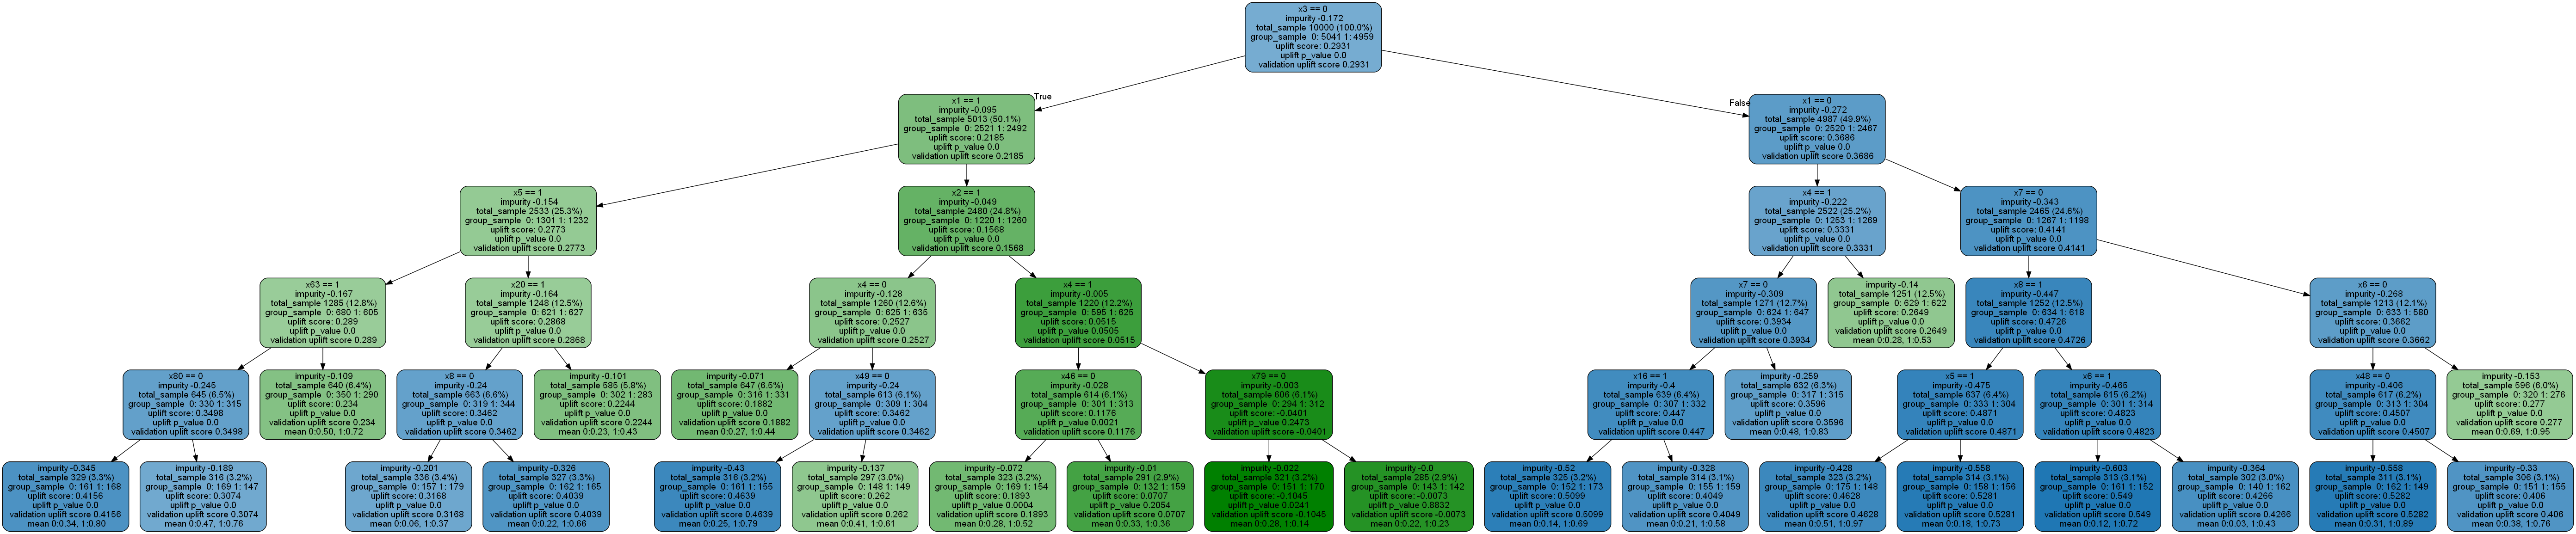 x3 == 0
impurity -0.172
total_sample 10000 (100.0%)
group_sample 0: 5041 1: 4959
uplift score: 0.2931
uplift p_value 0.0
validation uplift score 0.2931
True
False
x1 == 1
impurity -0.095
total_sample 5013 (50.1%)
group_sample 0: 2521 1: 2492
uplift score: 0.2185
uplift p_value 0.0
validation uplift score 0.2185
x1 == 0
impurity -0.272
total_sample 4987 (49.9%)
group_sample 0: 2520 1: 2467
uplift score: 0.3686
uplift p_value 0.0
validation uplift score 0.3686
x5 == 1
impurity -0.154
total_sample 2533 (25.3%)
group_sample 0: 1301 1: 1232
uplift score: 0.2773
uplift p_value 0.0
validation uplift score 0.2773
x2 == 1
impurity -0.049
total_sample 2480 (24.8%)
group_sample 0: 1220 1: 1260
uplift score: 0.1568
uplift p_value 0.0
validation uplift score 0.1568
x4 == 1
impurity -0.222
total_sample 2522 (25.2%)
group_sample 0: 1253 1: 1269
uplift score: 0.3331
uplift p_value 0.0
validation uplift score 0.3331
x7 == 0
impurity -0.343
total_sample 2465 (24.6%)
group_sample 0: 1267 1: 1198
uplift score: 0.4141
uplift p_value 0.0
validation uplift score 0.4141
x63 == 1
impurity -0.167
total_sample 1285 (12.8%)
group_sample 0: 680 1: 605
uplift score: 0.289
uplift p_value 0.0
validation uplift score 0.289
x20 == 1
impurity -0.164
total_sample 1248 (12.5%)
group_sample 0: 621 1: 627
uplift score: 0.2868
uplift p_value 0.0
validation uplift score 0.2868
x4 == 0
impurity -0.128
total_sample 1260 (12.6%)
group_sample 0: 625 1: 635
uplift score: 0.2527
uplift p_value 0.0
validation uplift score 0.2527
x4 == 1
impurity -0.005
total_sample 1220 (12.2%)
group_sample 0: 595 1: 625
uplift score: 0.0515
uplift p_value 0.0505
validation uplift score 0.0515
x7 == 0
impurity -0.309
total_sample 1271 (12.7%)
group_sample 0: 624 1: 647
uplift score: 0.3934
uplift p_value 0.0
validation uplift score 0.3934
impurity -0.14
total_sample 1251 (12.5%)
group_sample 0: 629 1: 622
uplift score: 0.2649
uplift p_value 0.0
validation uplift score 0.2649
mean 0:0.28, 1:0.53
x8 == 1
impurity -0.447
total_sample 1252 (12.5%)
group_sample 0: 634 1: 618
uplift score: 0.4726
uplift p_value 0.0
validation uplift score 0.4726
x6 == 0
impurity -0.268
total_sample 1213 (12.1%)
group_sample 0: 633 1: 580
uplift score: 0.3662
uplift p_value 0.0
validation uplift score 0.3662
x80 == 0
impurity -0.245
total_sample 645 (6.5%)
group_sample 0: 330 1: 315
uplift score: 0.3498
uplift p_value 0.0
validation uplift score 0.3498
impurity -0.109
total_sample 640 (6.4%)
group_sample 0: 350 1: 290
uplift score: 0.234
uplift p_value 0.0
validation uplift score 0.234
mean 0:0.50, 1:0.72
x8 == 0
impurity -0.24
total_sample 663 (6.6%)
group_sample 0: 319 1: 344
uplift score: 0.3462
uplift p_value 0.0
validation uplift score 0.3462
impurity -0.101
total_sample 585 (5.8%)
group_sample 0: 302 1: 283
uplift score: 0.2244
uplift p_value 0.0
validation uplift score 0.2244
mean 0:0.23, 1:0.43
impurity -0.071
total_sample 647 (6.5%)
group_sample 0: 316 1: 331
uplift score: 0.1882
uplift p_value 0.0
validation uplift score 0.1882
mean 0:0.27, 1:0.44
x49 == 0
impurity -0.24
total_sample 613 (6.1%)
group_sample 0: 309 1: 304
uplift score: 0.3462
uplift p_value 0.0
validation uplift score 0.3462
x46 == 0
impurity -0.028
total_sample 614 (6.1%)
group_sample 0: 301 1: 313
uplift score: 0.1176
uplift p_value 0.0021
validation uplift score 0.1176
x79 == 0
impurity -0.003
total_sample 606 (6.1%)
group_sample 0: 294 1: 312
uplift score: -0.0401
uplift p_value 0.2473
validation uplift score -0.0401
x16 == 1
impurity -0.4
total_sample 639 (6.4%)
group_sample 0: 307 1: 332
uplift score: 0.447
uplift p_value 0.0
validation uplift score 0.447
impurity -0.259
total_sample 632 (6.3%)
group_sample 0: 317 1: 315
uplift score: 0.3596
uplift p_value 0.0
validation uplift score 0.3596
mean 0:0.48, 1:0.83
x5 == 1
impurity -0.475
total_sample 637 (6.4%)
group_sample 0: 333 1: 304
uplift score: 0.4871
uplift p_value 0.0
validation uplift score 0.4871
x6 == 1
impurity -0.465
total_sample 615 (6.2%)
group_sample 0: 301 1: 314
uplift score: 0.4823
uplift p_value 0.0
validation uplift score 0.4823
x48 == 0
impurity -0.406
total_sample 617 (6.2%)
group_sample 0: 313 1: 304
uplift score: 0.4507
uplift p_value 0.0
validation uplift score 0.4507
impurity -0.153
total_sample 596 (6.0%)
group_sample 0: 320 1: 276
uplift score: 0.277
uplift p_value 0.0
validation uplift score 0.277
mean 0:0.69, 1:0.95
impurity -0.345
total_sample 329 (3.3%)
group_sample 0: 161 1: 168
uplift score: 0.4156
uplift p_value 0.0
validation uplift score 0.4156
mean 0:0.34, 1:0.80
impurity -0.189
total_sample 316 (3.2%)
group_sample 0: 169 1: 147
uplift score: 0.3074
uplift p_value 0.0
validation uplift score 0.3074
mean 0:0.47, 1:0.76
impurity -0.201
total_sample 336 (3.4%)
group_sample 0: 157 1: 179
uplift score: 0.3168
uplift p_value 0.0
validation uplift score 0.3168
mean 0:0.06, 1:0.37
impurity -0.326
total_sample 327 (3.3%)
group_sample 0: 162 1: 165
uplift score: 0.4039
uplift p_value 0.0
validation uplift score 0.4039
mean 0:0.22, 1:0.66
impurity -0.43
total_sample 316 (3.2%)
group_sample 0: 161 1: 155
uplift score: 0.4639
uplift p_value 0.0
validation uplift score 0.4639
mean 0:0.25, 1:0.79
impurity -0.137
total_sample 297 (3.0%)
group_sample 0: 148 1: 149
uplift score: 0.262
uplift p_value 0.0
validation uplift score 0.262
mean 0:0.41, 1:0.61
impurity -0.072
total_sample 323 (3.2%)
group_sample 0: 169 1: 154
uplift score: 0.1893
uplift p_value 0.0004
validation uplift score 0.1893
mean 0:0.28, 1:0.52
impurity -0.01
total_sample 291 (2.9%)
group_sample 0: 132 1: 159
uplift score: 0.0707
uplift p_value 0.2054
validation uplift score 0.0707
mean 0:0.33, 1:0.36
impurity -0.022
total_sample 321 (3.2%)
group_sample 0: 151 1: 170
uplift score: -0.1045
uplift p_value 0.0241
validation uplift score -0.1045
mean 0:0.28, 1:0.14
impurity -0.0
total_sample 285 (2.9%)
group_sample 0: 143 1: 142
uplift score: -0.0073
uplift p_value 0.8832
validation uplift score -0.0073
mean 0:0.22, 1:0.23
impurity -0.52
total_sample 325 (3.2%)
group_sample 0: 152 1: 173
uplift score: 0.5099
uplift p_value 0.0
validation uplift score 0.5099
mean 0:0.14, 1:0.69
impurity -0.328
total_sample 314 (3.1%)
group_sample 0: 155 1: 159
uplift score: 0.4049
uplift p_value 0.0
validation uplift score 0.4049
mean 0:0.21, 1:0.58
impurity -0.428
total_sample 323 (3.2%)
group_sample 0: 175 1: 148
uplift score: 0.4628
uplift p_value 0.0
validation uplift score 0.4628
mean 0:0.51, 1:0.97
impurity -0.558
total_sample 314 (3.1%)
group_sample 0: 158 1: 156
uplift score: 0.5281
uplift p_value 0.0
validation uplift score 0.5281
mean 0:0.18, 1:0.73
impurity -0.603
total_sample 313 (3.1%)
group_sample 0: 161 1: 152
uplift score: 0.549
uplift p_value 0.0
validation uplift score 0.549
mean 0:0.12, 1:0.72
impurity -0.364
total_sample 302 (3.0%)
group_sample 0: 140 1: 162
uplift score: 0.4266
uplift p_value 0.0
validation uplift score 0.4266
mean 0:0.03, 1:0.43
impurity -0.558
total_sample 311 (3.1%)
group_sample 0: 162 1: 149
uplift score: 0.5282
uplift p_value 0.0
validation uplift score 0.5282
mean 0:0.31, 1:0.89
impurity -0.33
total_sample 306 (3.1%)
group_sample 0: 151 1: 155
uplift score: 0.406
uplift p_value 0.0
validation uplift score 0.406
mean 0:0.38, 1:0.76